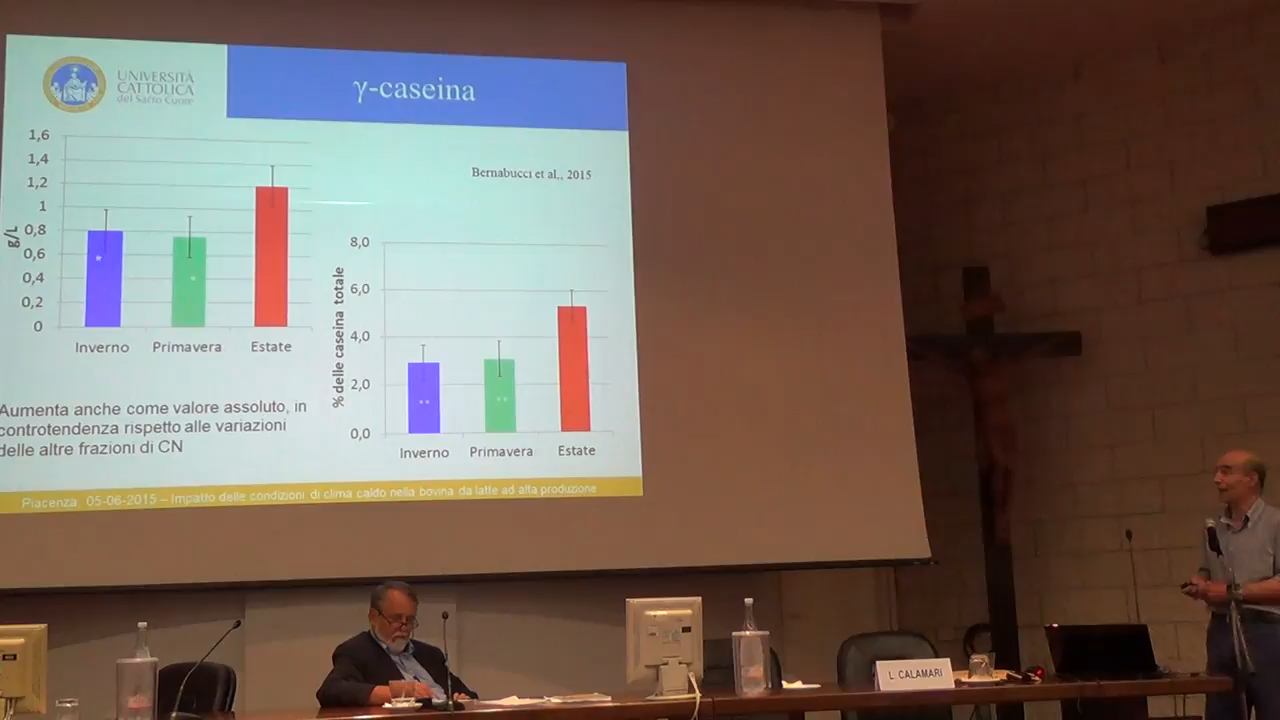 UNIVERSITÀ
CATTOLICA
del Sacro Cuore
γ-caseina
Bernabucci et al., 2015
g/L
1,6
1,4
1,2
1
0,8
0,6
0,4
0,2
0
*
*
Inverno Primavera Estate
% delle caseina totale
8,0
6,0
4,0
2,0
0,0
**
**
Inverno Primavera Estate
Aumenta anche come valore assoluto, in
controtendenza rispetto alle variazioni
delle altre frazioni di CN
Piacenza 05-06-2015 – Impatto delle condizioni di clima caldo nella bovina da latte ad alta produzione
L. CALAMARI